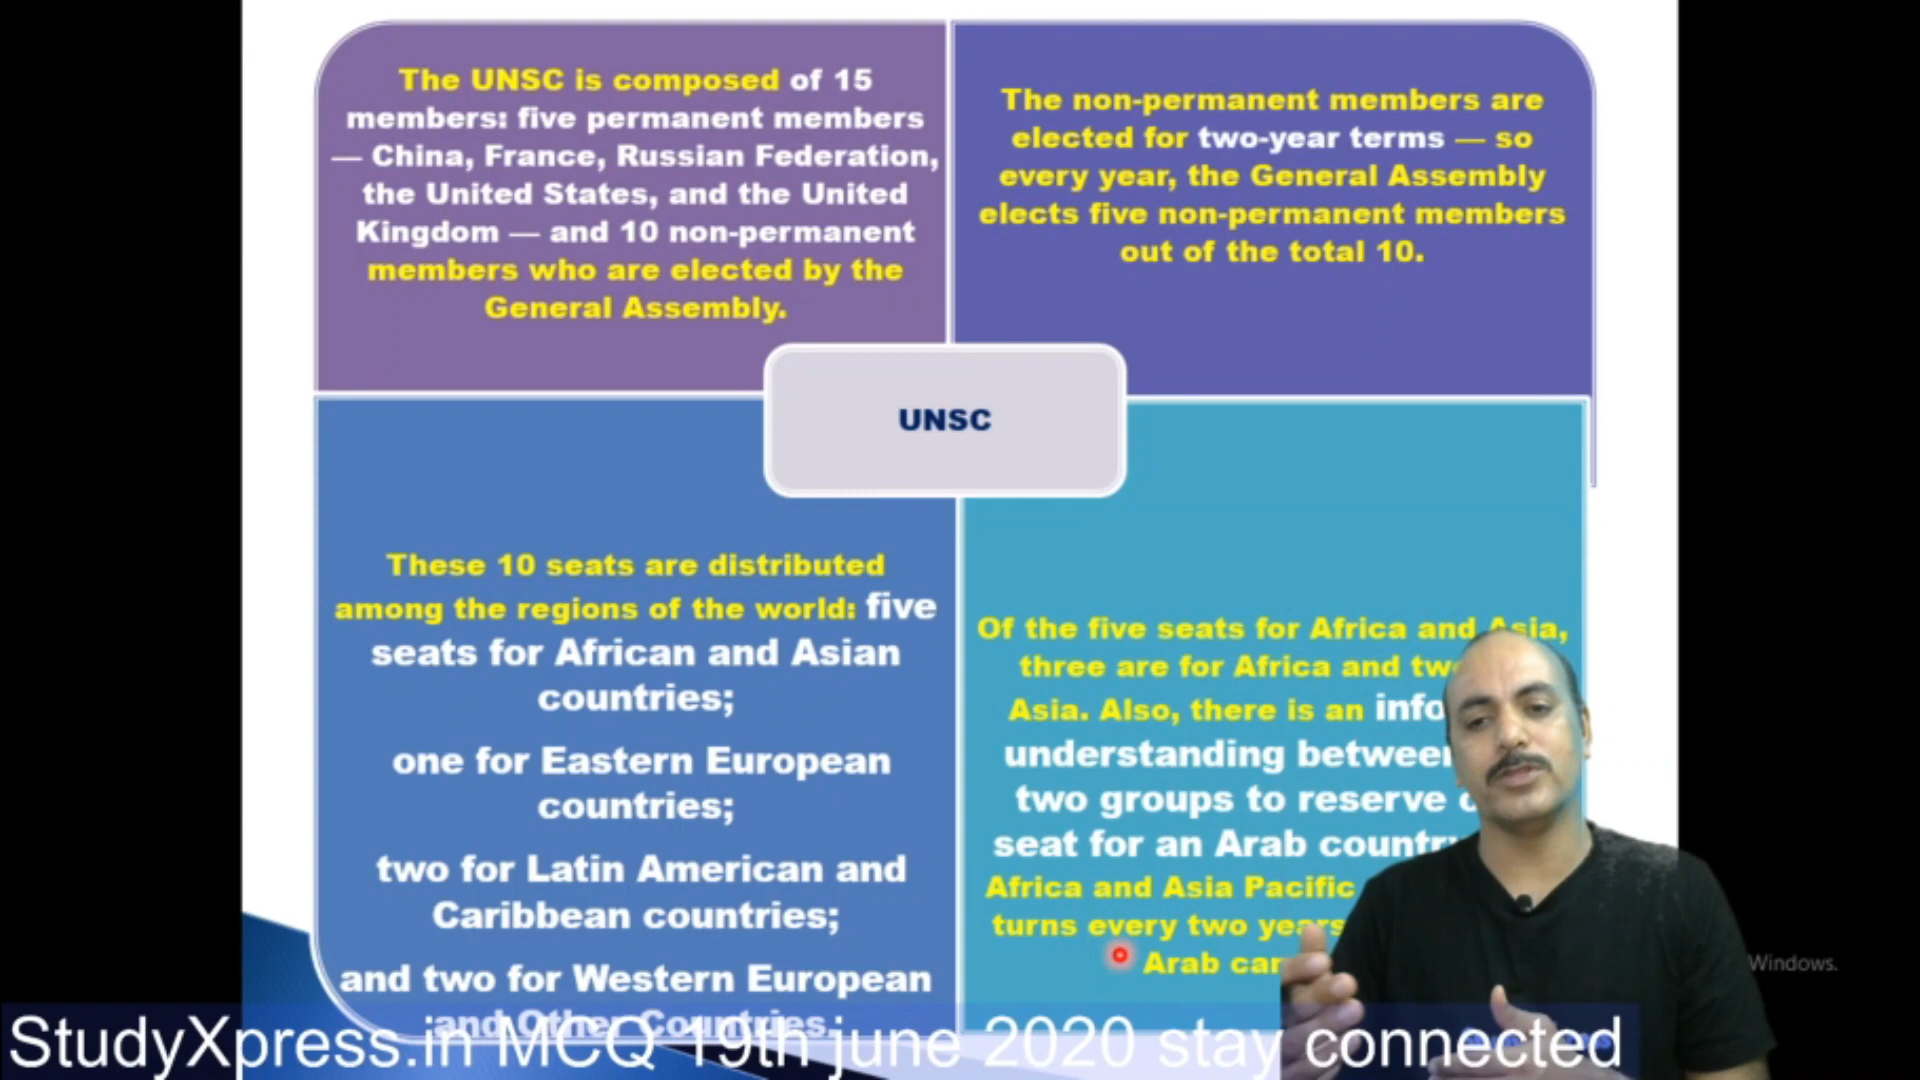 The UNSC is composed of 15
members: five permanent members
— China, France, Russian Federation,
the United States, and the United
Kingdom — and 10 non-permanent
members who are elected by the
General Assembly.
The non-permanent members are
elected for two-year terms — so
every year, the General Assembly
elects five non-permanent members
out of the total 10.
UNSC
These 10 seats are distributed
among the regions of the world: five
seats for African and Asian
countries;
one for Eastern European
countries;
two for Latin American and
Caribbean countries;
and two for Western European
and Other Countries.
Of the five seats for Africa and Asia,
three are for Africa and
Asia. Also, there is an
understanding between
two groups to reserve
seat for an Arab
Africa and Asia Pacific
turns every two years
Arab
Windows.
StudyXpress.in MCQ 19th june 2020 stay connected